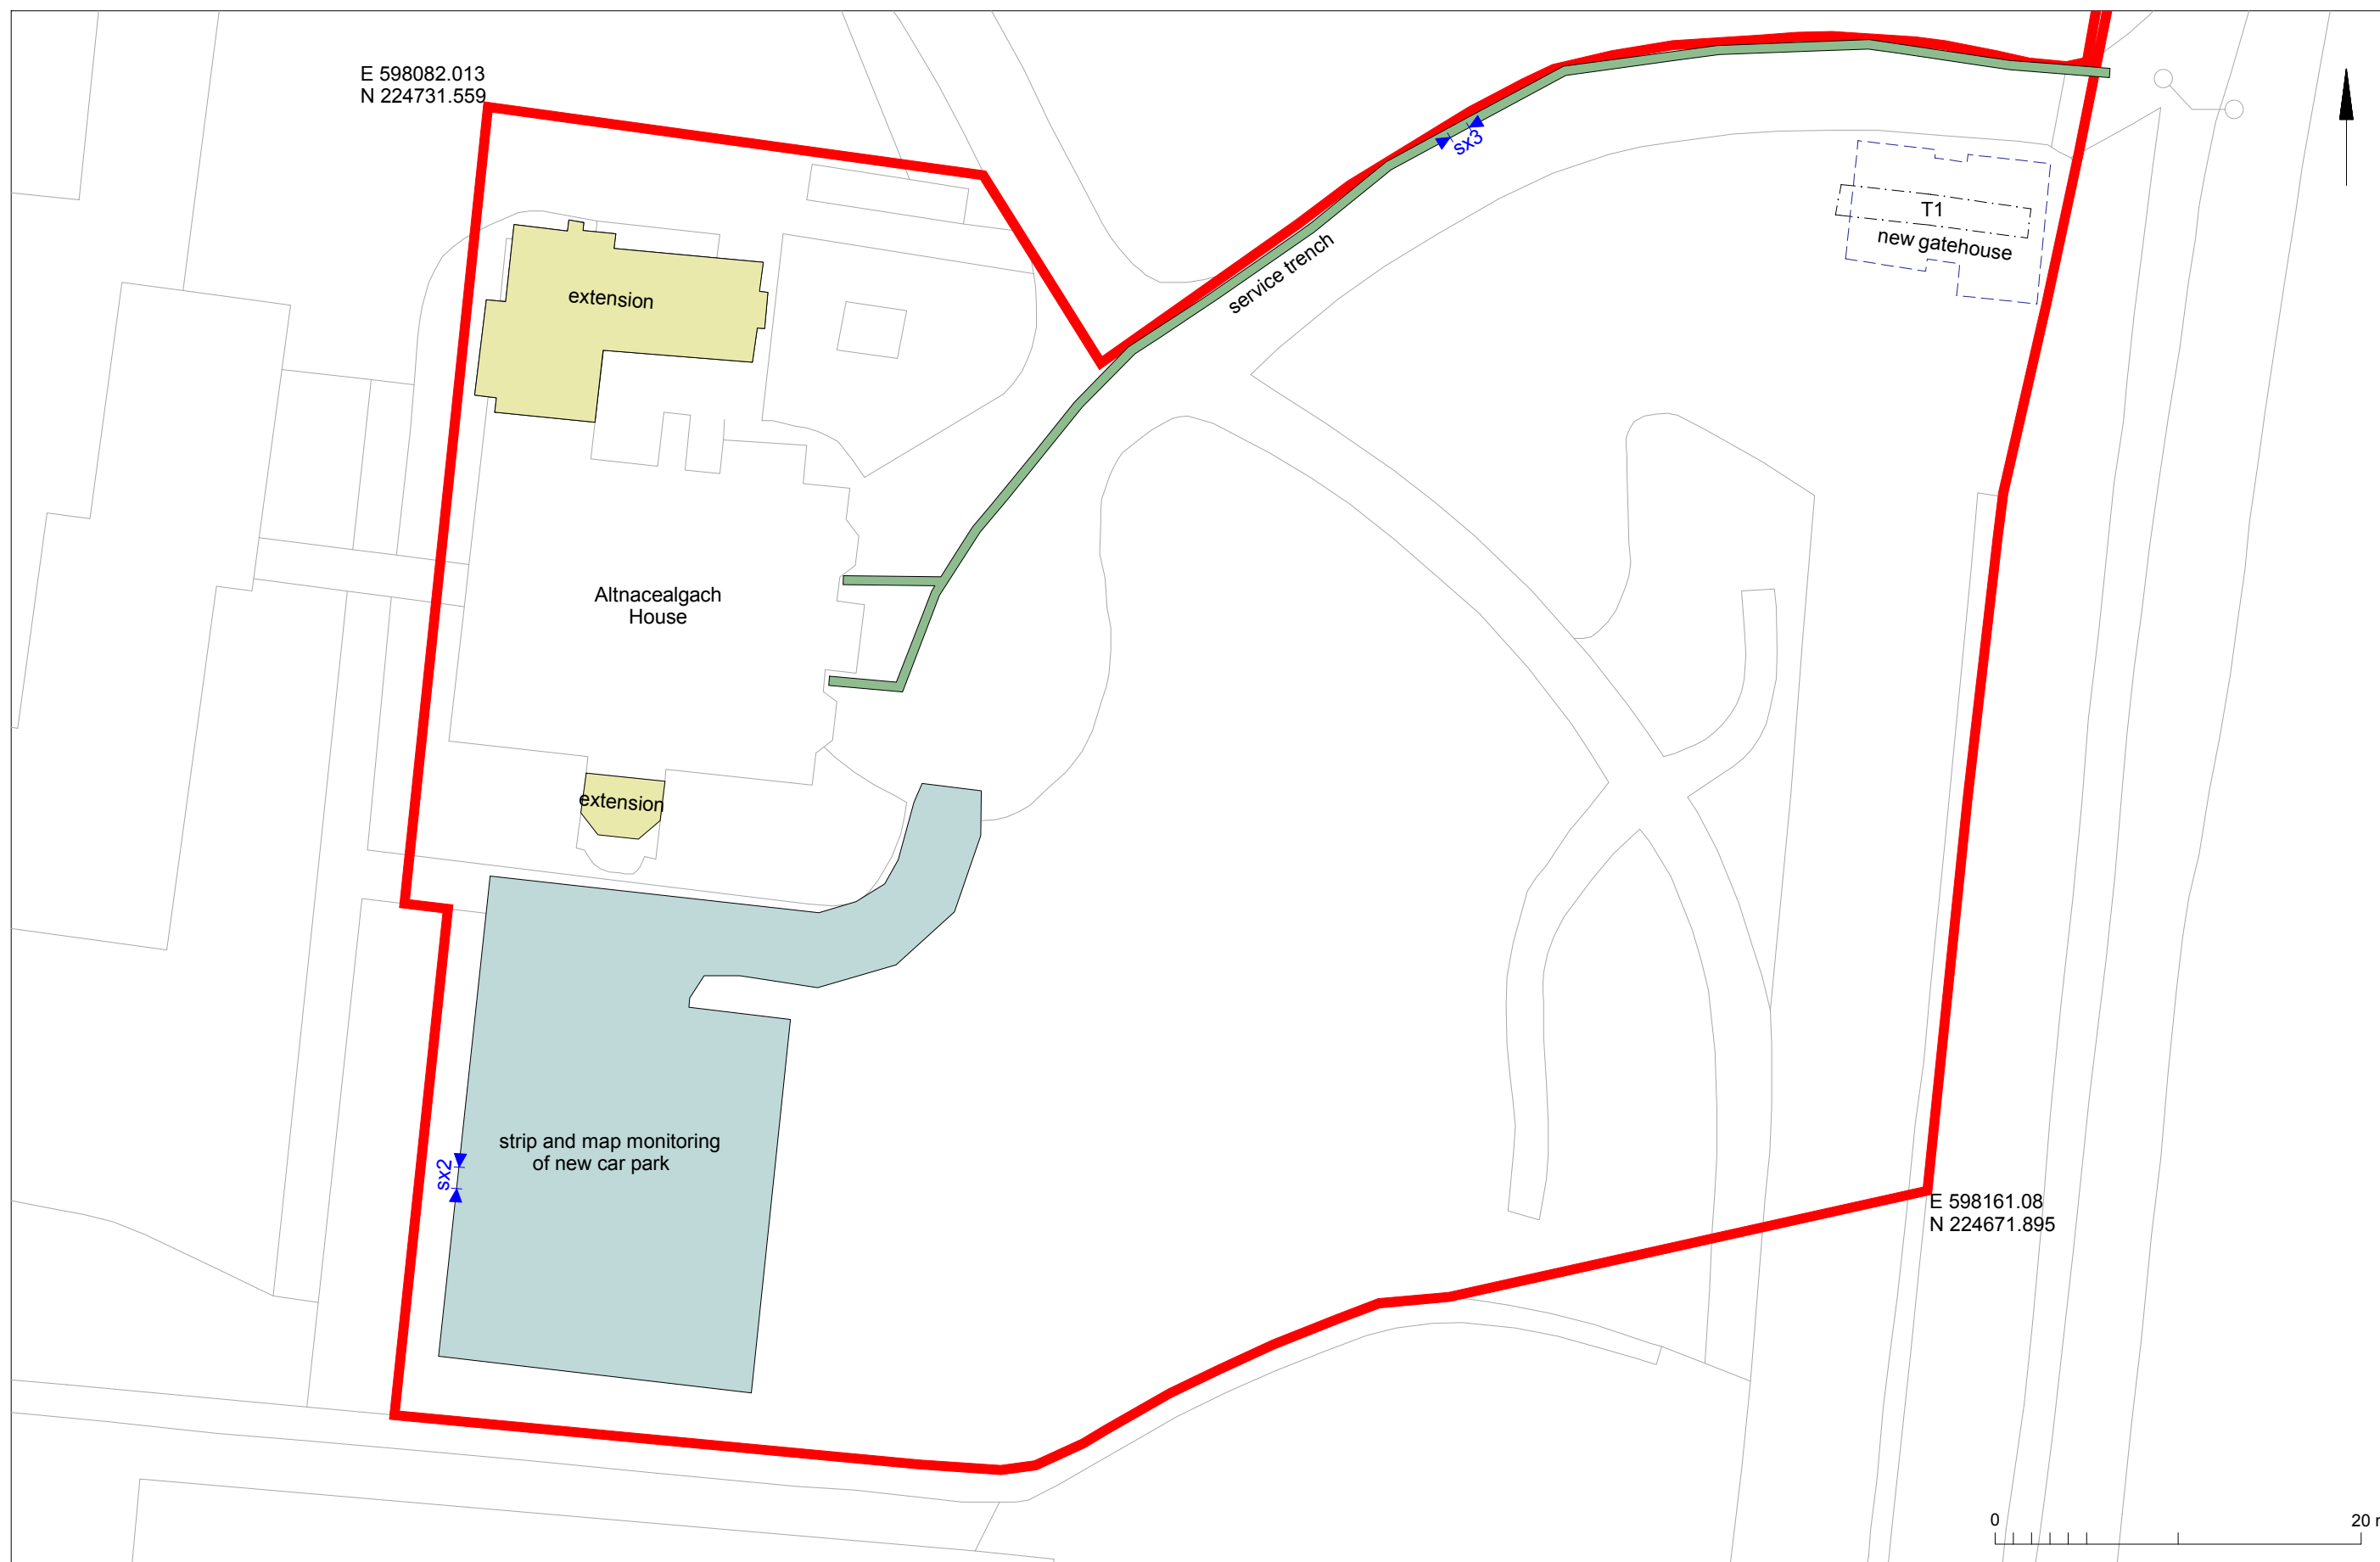 E 598082.013
N 224731.559
sx3
T1
new gatehouse
service trench
extension
Altnacealgach
House
extension
strip and map monitoring
of new car park
sx2
E 598161.08
N 224671.895
0
20